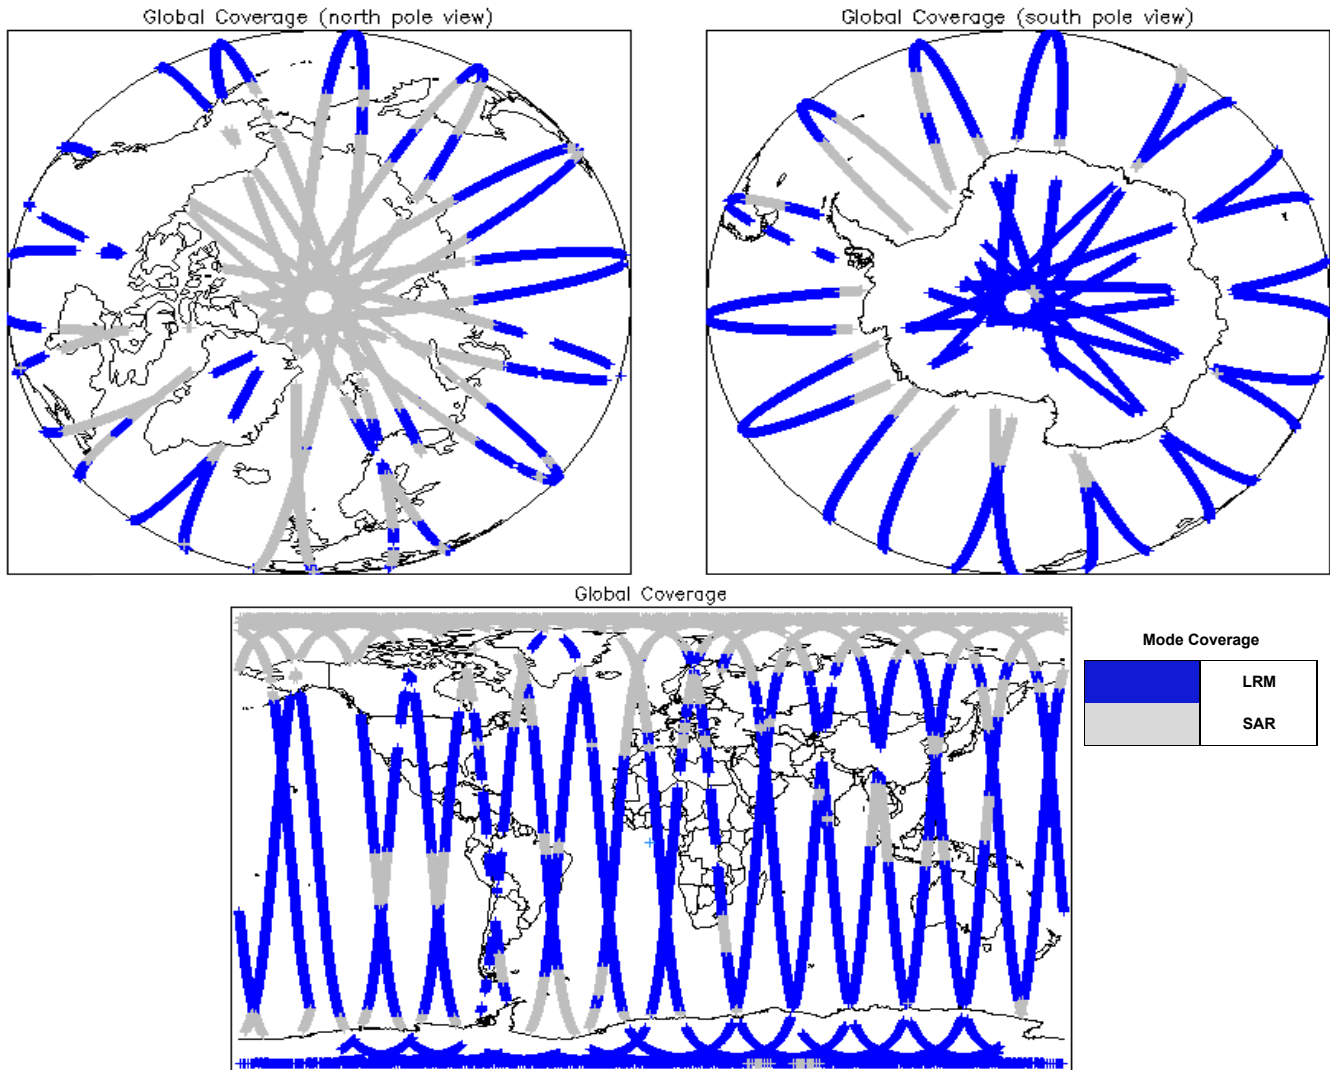 Global Coverage (north pole view)
Global Coverage (south pole view)
Global Coverage
Mode Coverage
LRM
SAR